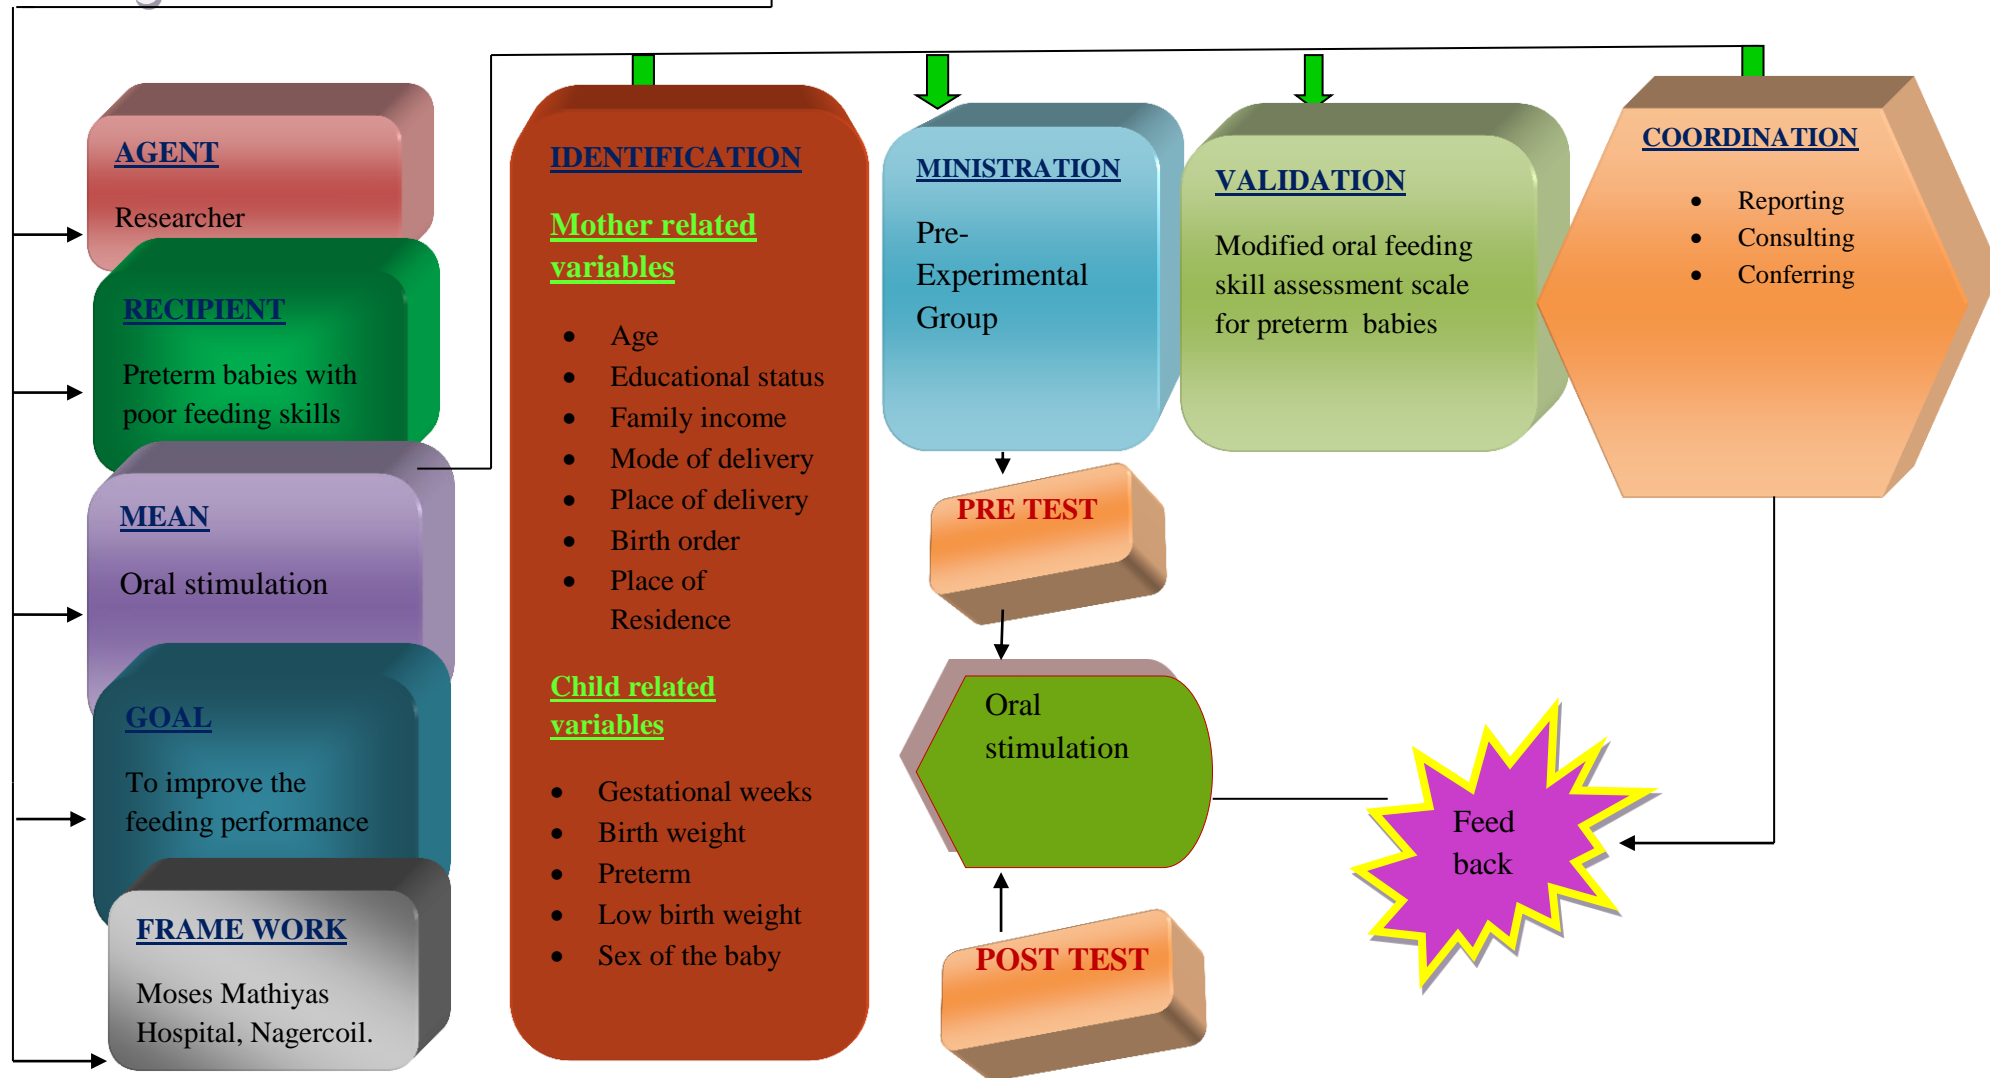 AGENT
Researcher
RECIPIENT
Preterm babies with
poor feeding skills
MEAN
Oral stimulation
GOAL
To improve the
feeding performance
FRAME WORK
Moses Mathiyas
Hospital, Nagercoil.
IDENTIFICATION
Mother related
variables
• Age
• Educational status
• Family income
• Mode of delivery
• Place of delivery
• Birth order
• Place of
Residence
Child related
variables
• Gestational weeks
• Birth weight
• Preterm
• Low birth weight
• Sex of the baby
MINISTRATION
Pre-
Experimental
Group
PRE TEST
Oral
stimulation
POST TEST
VALIDATION
Modified oral feeding
skill assessment scale
for preterm babies
COORDINATION
• Reporting
• Consulting
• Conferring
Feed
back